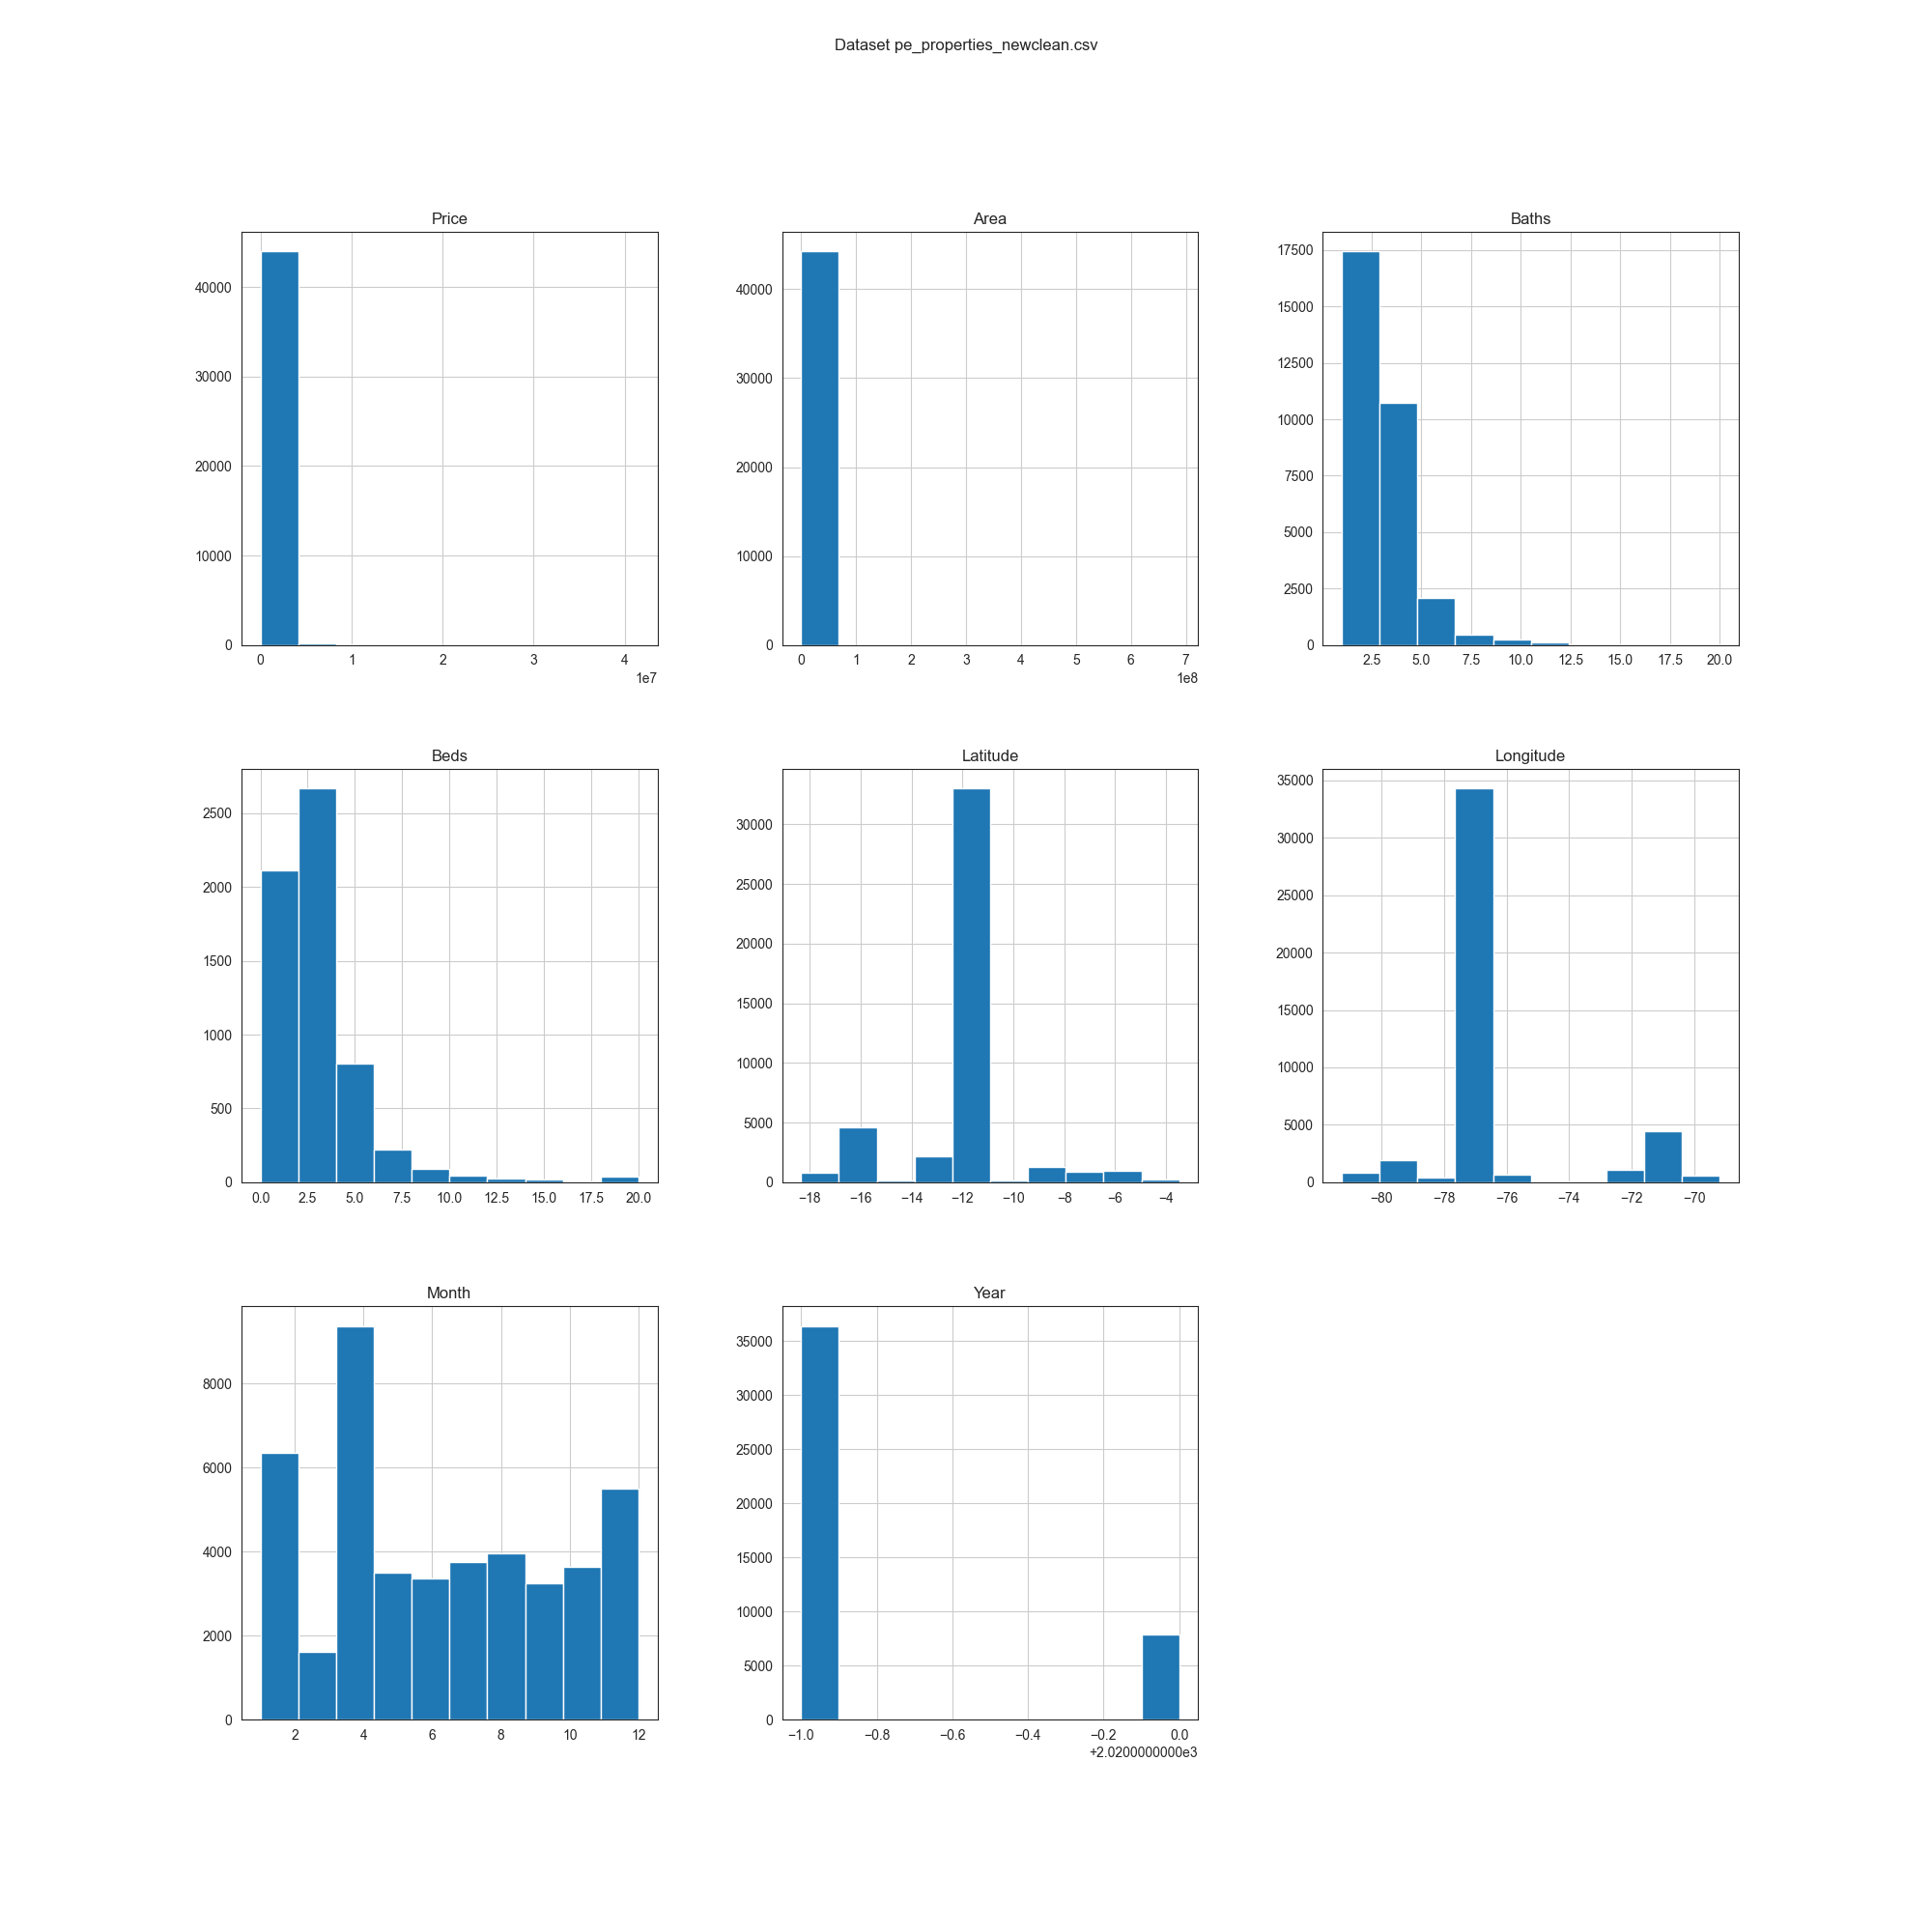 Dataset pe_properties_newclean.csv
Price
40000
30000
20000
10000
0
0 1 2 3 4
1e7
Area
40000
30000
20000
10000
0
0 1 2 3 4 5 6 7
1e8
Baths
17500
15000
12500
10000
7500
5000
2500
0
2.5 5.0 7.5 10.0 12.5 15.0 17.5 20.0
Beds
2500
2000
1500
1000
500
0
0.0 2.5 5.0 7.5 10.0 12.5 15.0 17.5 20.0
Latitude
30000
25000
20000
15000
10000
5000
0
−18 −16 −14 −12 −10 −8 −6 −4
Longitude
35000
30000
25000
20000
15000
10000
5000
0
−80 −78 −76 −74 −72 −70
Month
8000
6000
4000
2000
0
2 4 6 8 10 12
Year
35000
30000
25000
20000
15000
10000
5000
0
−1.0 −0.8 −0.6 −0.4 −0.2 0.0
+2.0200000000e3